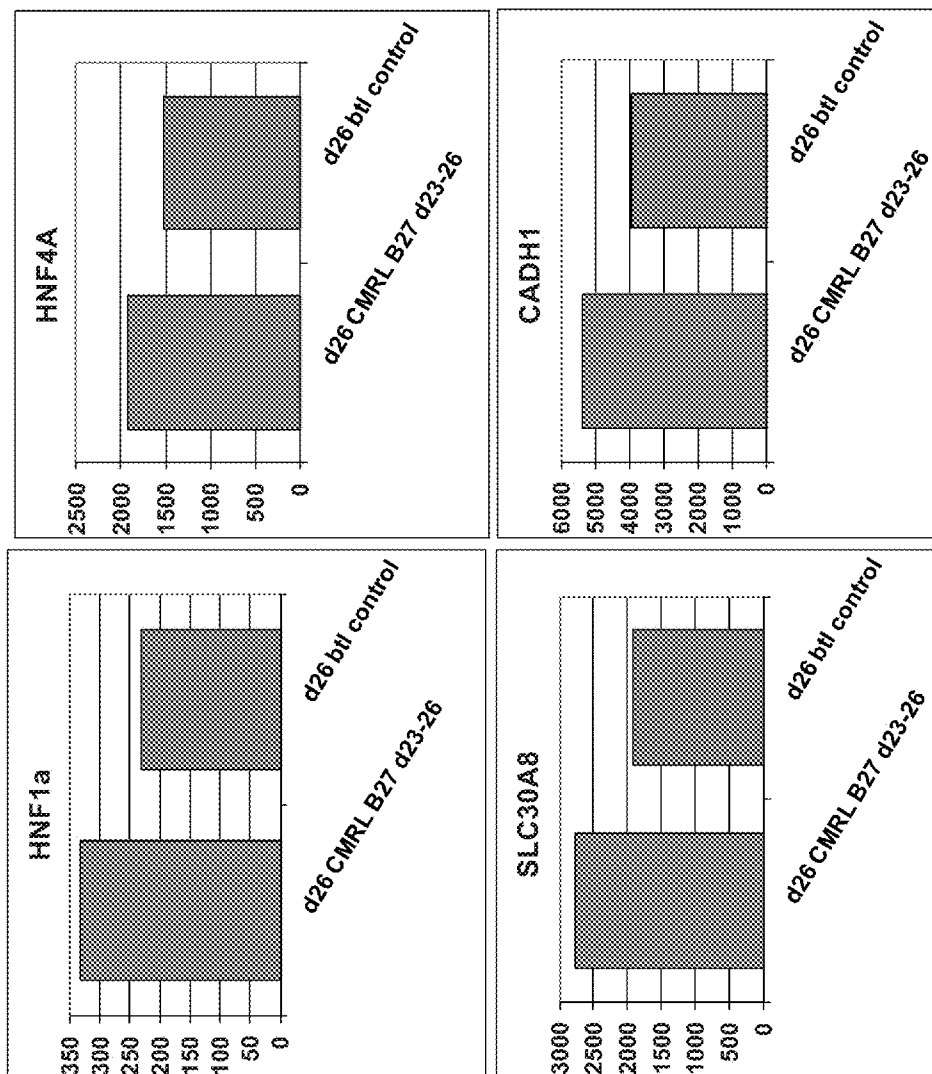 HNF1a
350
300
250
200
150
100
50
0
d26 CMRL B27 d23-26
d26 btl control
HNF4A
2500
2000
1500
1000
500
0
d26 CMRL B27 d23-26
d26 btl control
SLC30A8
3000
2500
2000
1500
1000
500
0
d26 CMRL B27 d23-26
d26 btl control
CADH1
6000
5000
4000
3000
2000
1000
0
d26 CMRL B27 d23-26
d26 btl control